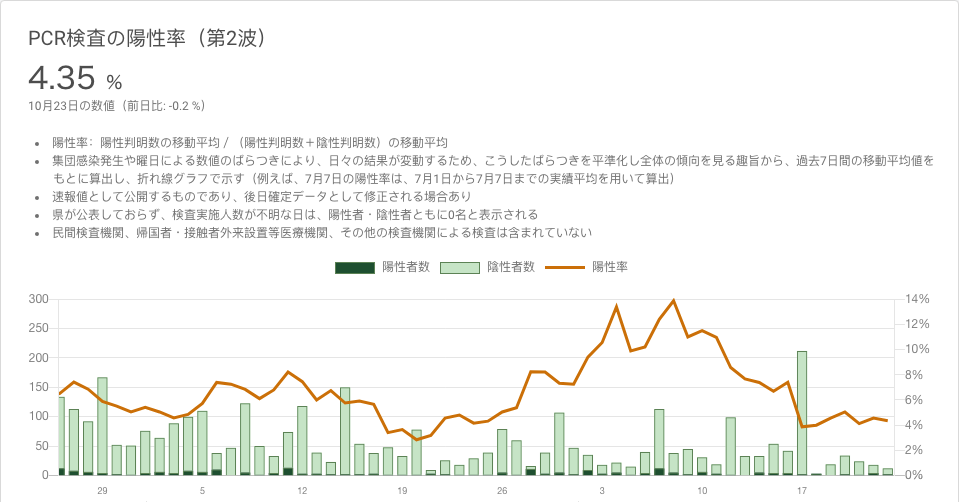 PCR検査の陽性率（第2波）
4.35 %
10月23日の数値（前日比: -0.2 %）
• 陽性率：陽性判明数の移動平均 / （陽性判明数＋陰性判明数）の移動平均
• 集団感染発生や曜日による数値のばらつきにより、日々の結果が変動するため、こうしたばらつきを平準化し全体の傾向を見る趣旨から、過去7日間の移動平均値を
もとに算出し、折れ線グラフで示す（例えば、7月7日の陽性率は、7月1日から7月7日までの実績平均を用いて算出）
• 速報値として公開するものであり、後日確定データとして修正される場合あり
• 県が公表しておらず、検査実施人数が不明な日は、陽性者・陰性者ともに0名と表示される
• 民間検査機関、帰国者・接触者外来設置等医療機関、その他の検査機関による検査は含まれていない
陽性者数 陰性者数 陽性率
300 14%
250 12%
200 10%
150 8%
100 6%
50 4%
0 2%
0%
29 5 12 19 26 3 10 17